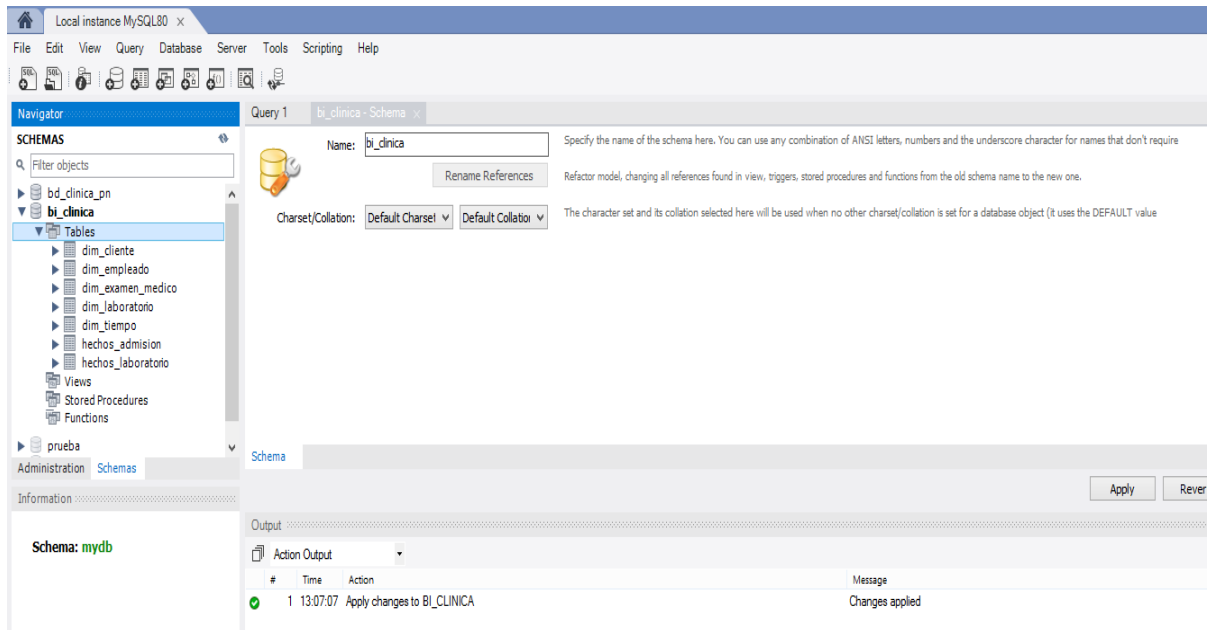 Local instance MySQL80 ×
File Edit View Query Database Server Tools Scripting Help
Navigator
SCHEMAS
Filter objects
bd_clinica_pn
bi_clinica
Tables
dim_cliente
dim_empleado
dim_examen_medico
dim_laboratorio
dim_tiempo
hechos_admision
hechos_laboratorio
Views
Stored Procedures
Functions
prueba
Administration Schemas
Information
Schema: mydb
Query 1 bi_clinica - Schema ×
Name: bi_clinica
Specify the name of the schema here. You can use any combination of ANSI letters, numbers and the underscore character for names that don't require
Rename References
Refactor model, changing all references found in view, triggers, stored procedures and functions from the old schema name to the new one.
Charset/Collation: Default Charset Default Collation
The character set and its collation selected here will be used when no other charset/collation is set for a database object (it uses the DEFAULT value
Schema
Apply Rever
Output
Action Output
# Time Action Message
1 13:07:07 Apply changes to BI_CLINICA Changes applied